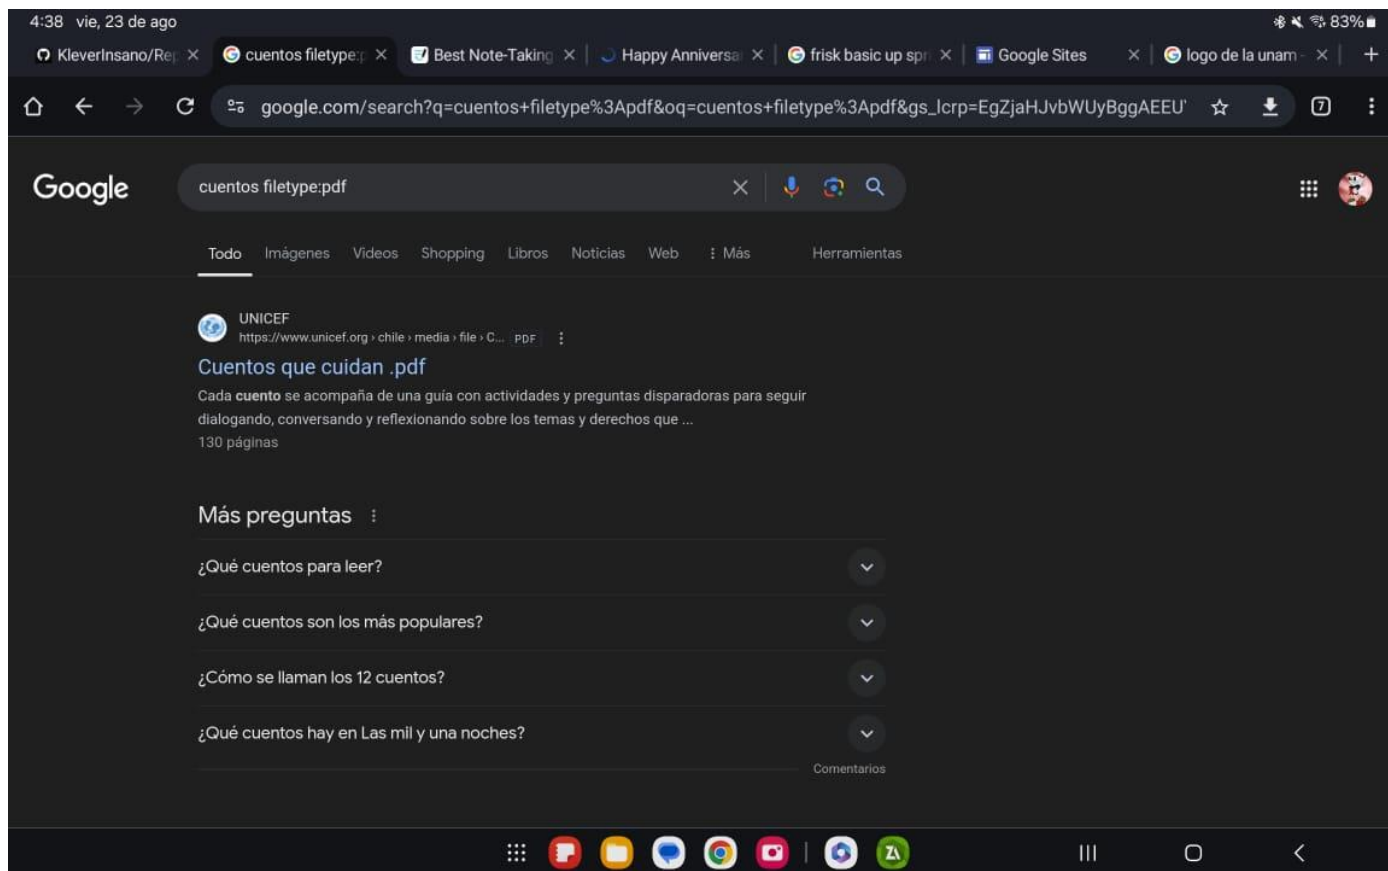 4:38 vie, 23 de ago 83%
KleverInsano/Rep cuentos filetype:p Best Note-Taking Happy Anniversa frisk basic up spri Google Sites logo de la unam -
google.com/search?q=cuentos+filetype%3Apdf&oq=cuentos+filetype%3Apdf&gs_lcrp=EgZjaHJvbWUyBggAEEU 7
Google cuentos filetype:pdf
Todo Imágenes Videos Shopping Libros Noticias Web Más Herramientas
UNICEF
https://www.unicef.org › chile › media › file › C... PDF
Cuentos que cuidan .pdf
Cada cuento se acompaña de una guía con actividades y preguntas disparadoras para seguir
dialogando, conversando y reflexionando sobre los temas y derechos que ...
130 páginas
Más preguntas
¿Qué cuentos para leer?
¿Qué cuentos son los más populares?
¿Cómo se llaman los 12 cuentos?
¿Qué cuentos hay en Las mil y una noches?
Comentarios